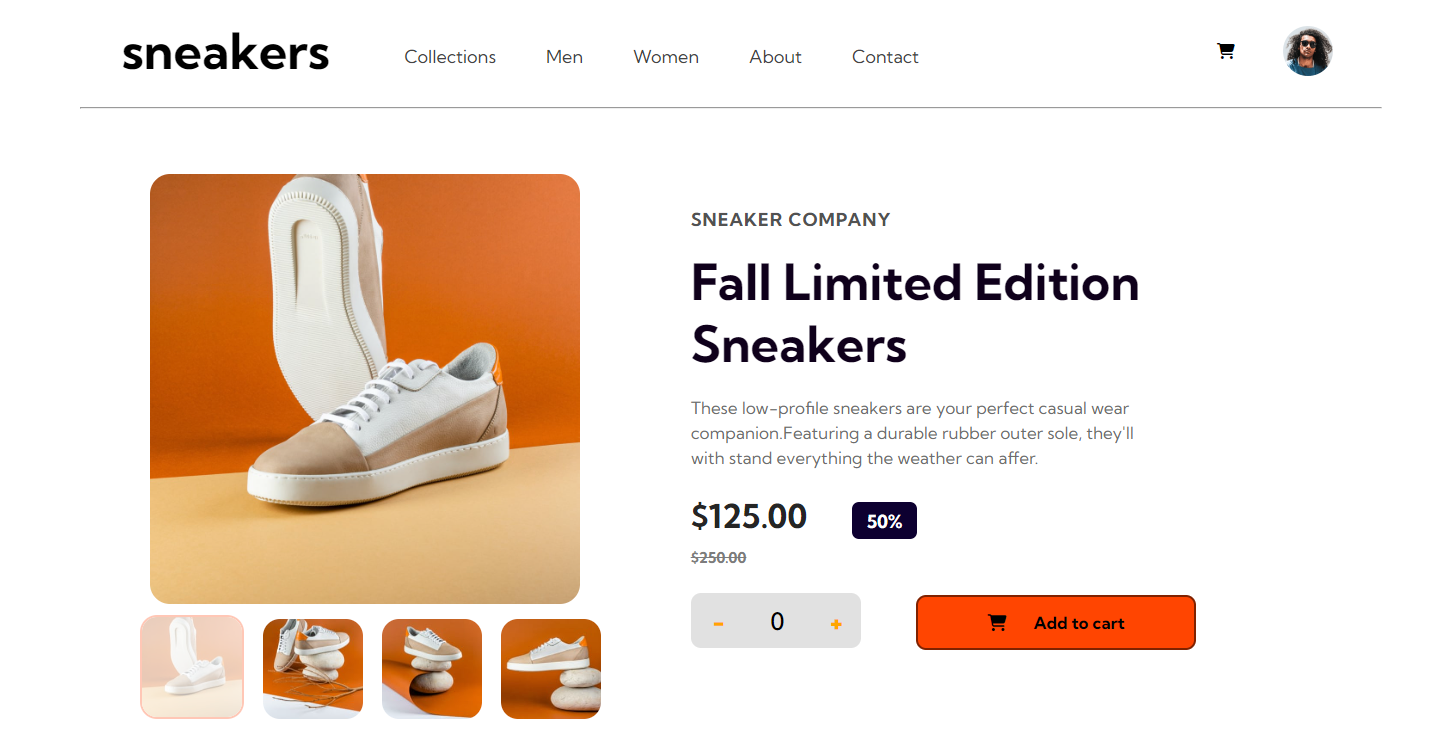 sneakers
Collections
Men
Women
About
Contact
SNEAKER COMPANY
Fall Limited Edition
Sneakers
These low-profile sneakers are your perfect casual wear
companion.Featuring a durable rubber outer sole, they'll
with stand everything the weather can affer.
$125.00
50%
$250.00
-
0
+
Add to cart